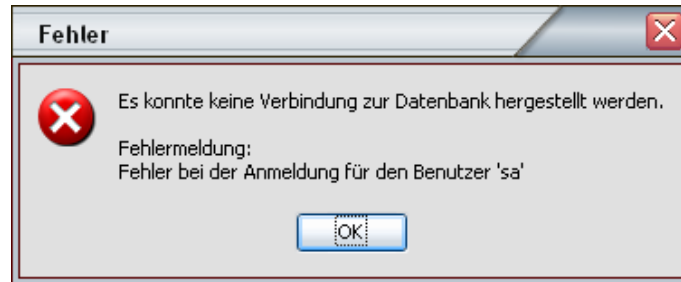 Fehler
Es konnte keine Verbindung zur Datenbank hergestellt werden.
Fehlermeldung:
Fehler bei der Anmeldung für den Benutzer 'sa'
OK